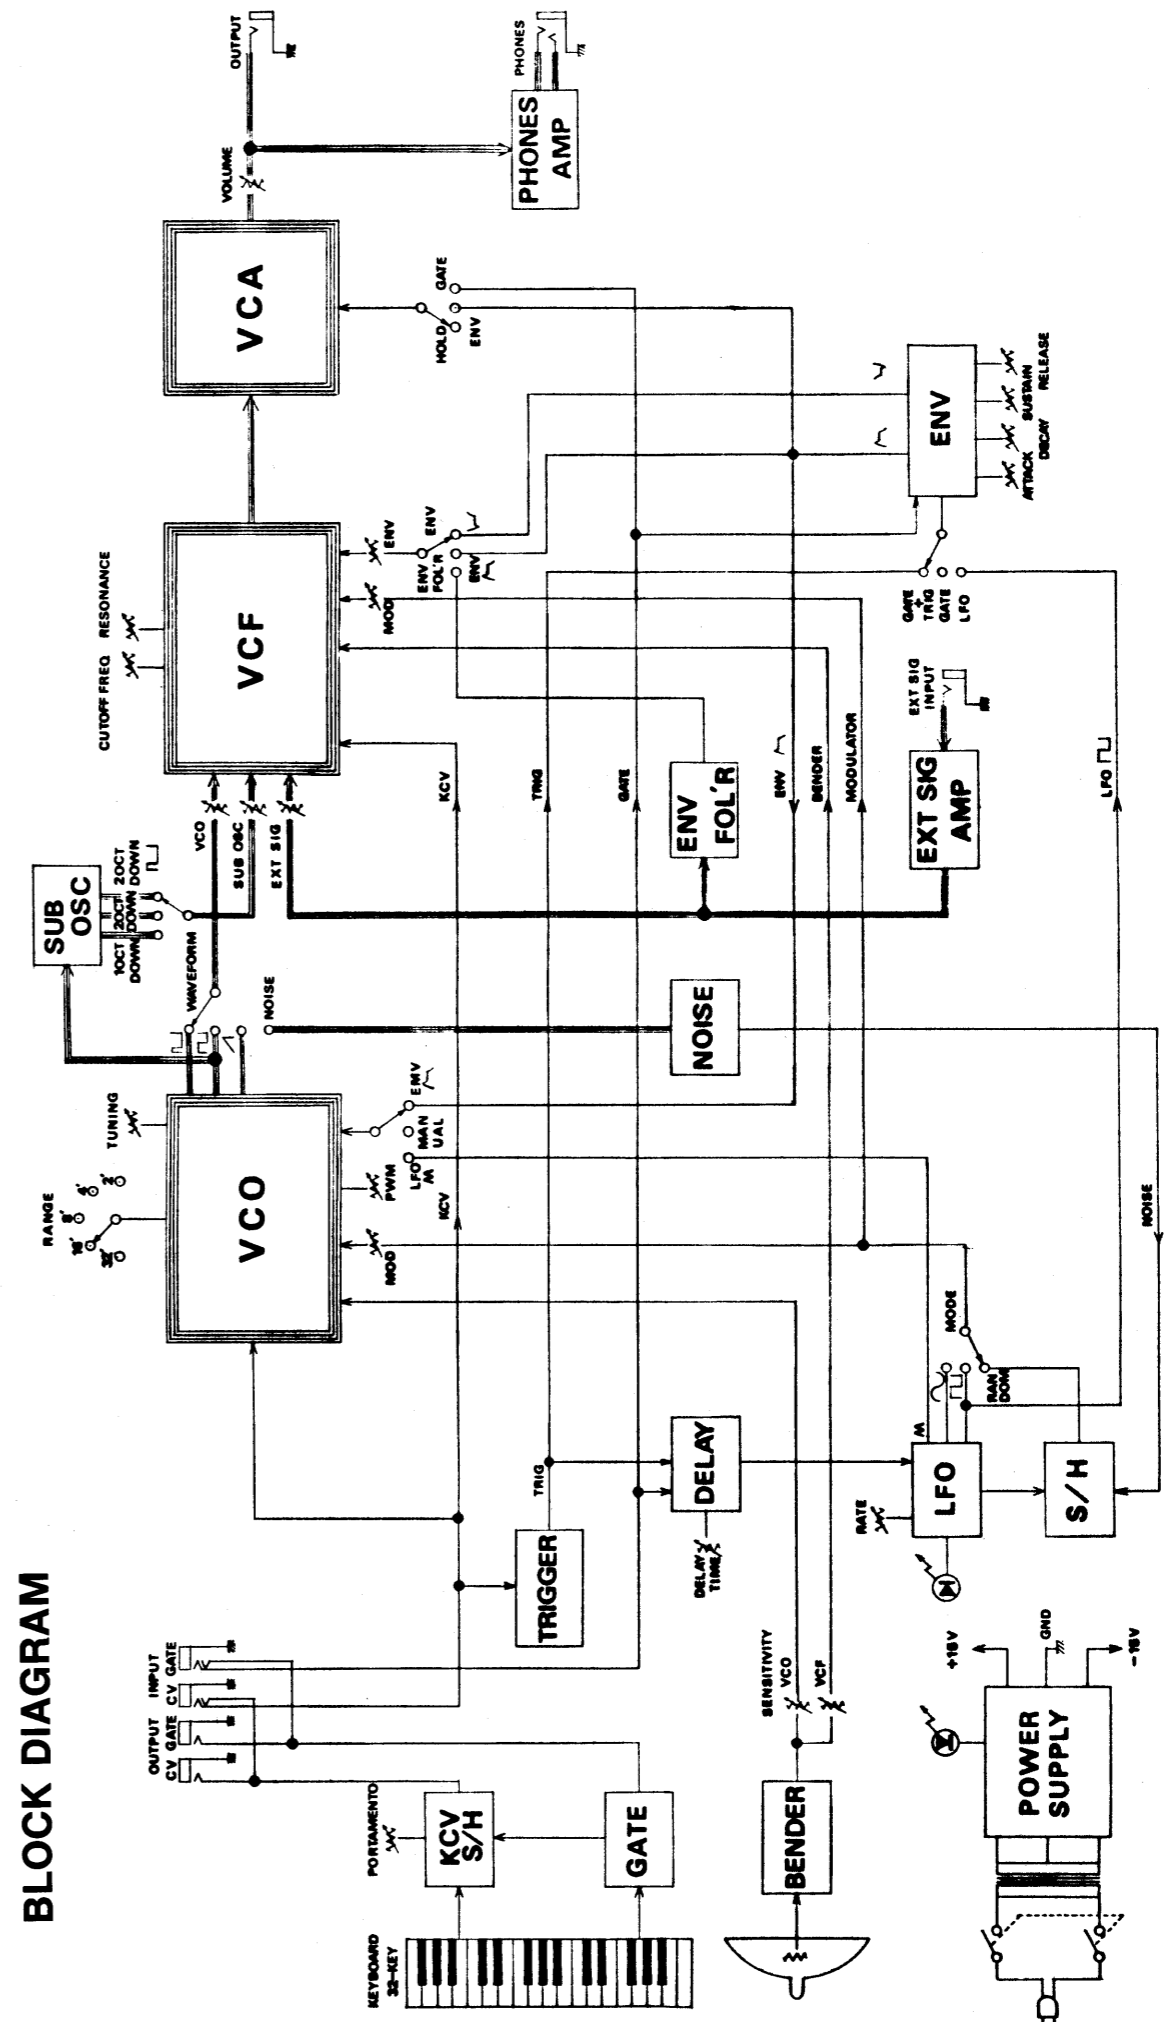 BLOCK DIAGRAM
KEYBOARD
32-KEY
PORTAMENTO
KCV
S/H
GATE
OUTPUT
CV
GATE
INPUT
CV
GATE
BENDER
SENSITIVITY
VCO
VCF
POWER
SUPPLY
+15V
GND
-15V
TRIGGER
TRIG
DELAY
DELAY
TIME
RATE
LFO
S/H
MODE
RAN
DOM
NOISE
RANGE
32'
16'
8'
4'
2'
TUNING
VCO
MOD
PWM
LFO
MAN
UAL
EMV
KCV
WAVEFORM
NOISE
NOISE
SUB
OSC
1OCT
DOWN
2OCT
DOWN
2OCT
DOWN
VCO
SUB OSC
EXT SIG
KCV
TRIG
GATE
ENV
BENDER
MODULATOR
LFO
ENV
FOL'R
EXT SIG
AMP
EXT SIG
INPUT
CUTOFF FREQ
RESONANCE
VCF
MOD
ENV
ENV
FOL'R
ENV
ENV
GATE
+
TRIG
GATE
LFO
ENV
ATTACK
DECAY
SUSTAIN
RELEASE
VCA
HOLD
ENV
GATE
VOLUME
OUTPUT
PHONES
AMP
PHONES